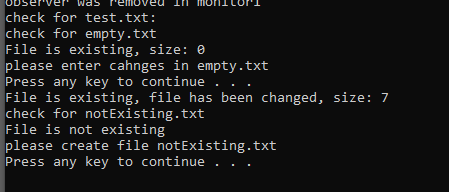 observer was removed in monitor1
check for test.txt:
check for empty.txt
File is existing, size: 0
please enter cahnges in empty.txt
Press any key to continue . . .
File is existing, file has been changed, size: 7
check for notExisting.txt
File is not existing
please create file notExisting.txt
Press any key to continue . . .